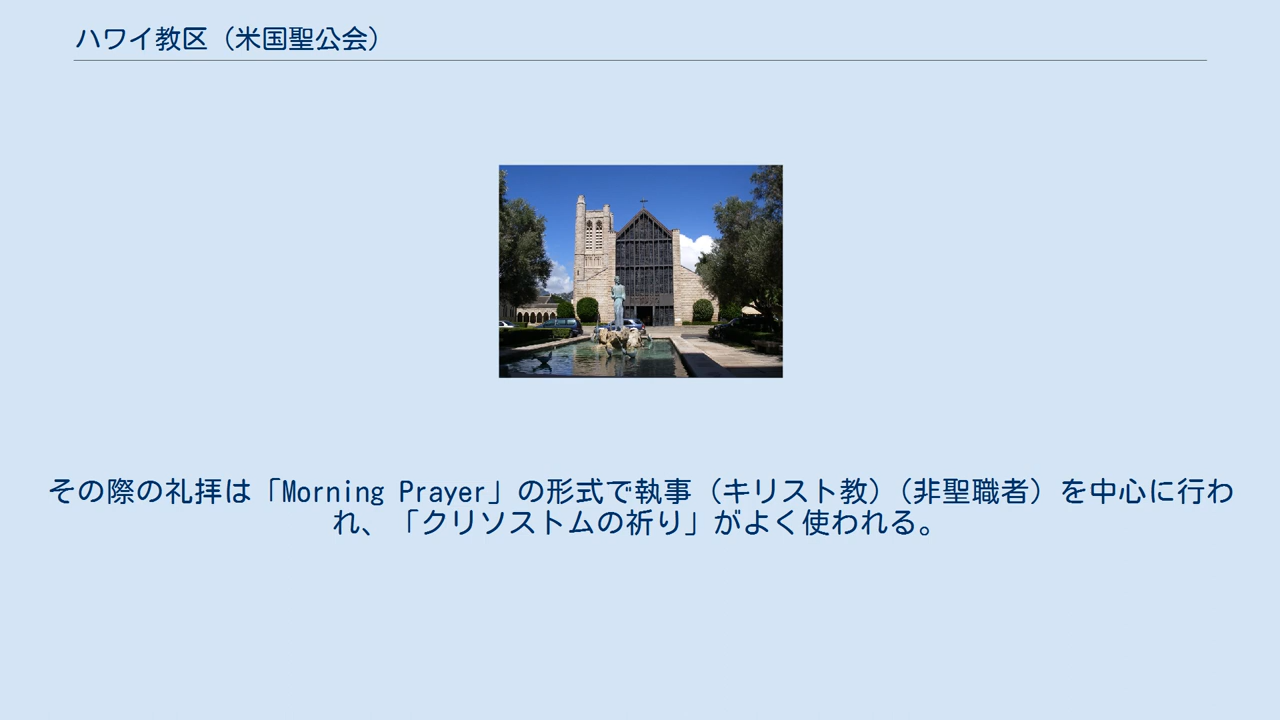 ハワイ教区（米国聖公会）
その際の礼拝は「Morning Prayer」の形式で執事（キリスト教）（非聖職者）を中心に行わ
れ、「クリソストムの祈り」がよく使われる。